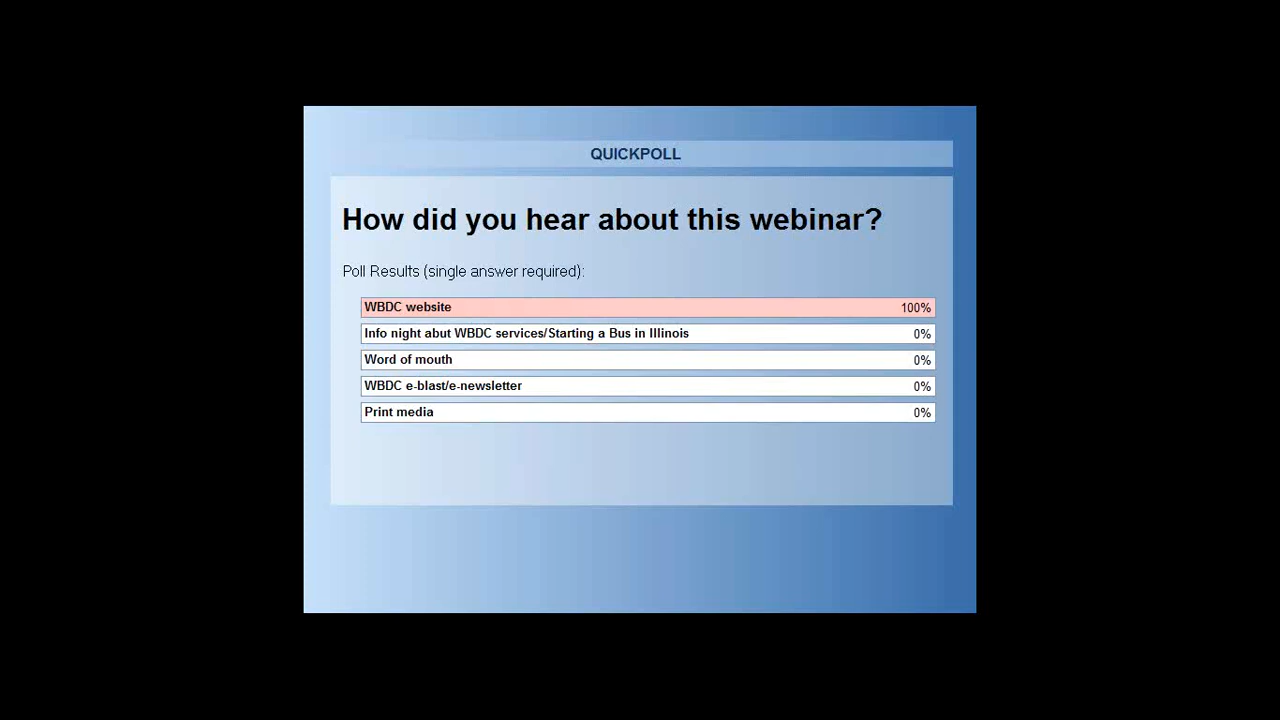 QUICKPOLL
How did you hear about this webinar?
Poll Results (single answer required):
WBDC website 100%
Info night abut WBDC services/Starting a Bus in Illinois 0%
Word of mouth 0%
WBDC e-blast/e-newsletter 0%
Print media 0%